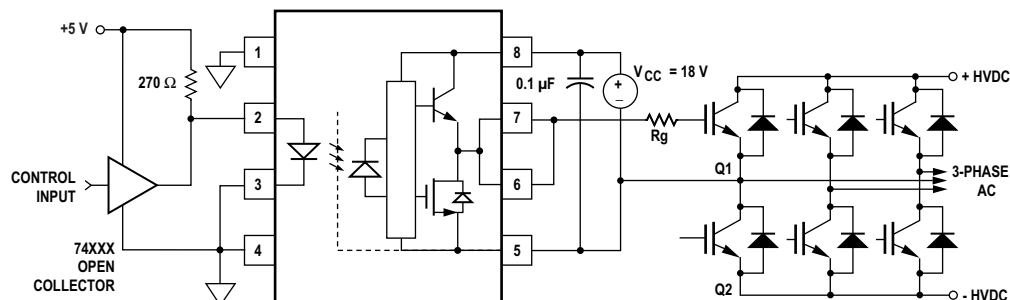 +5 V
270 Ω
CONTROL
INPUT
74XXX
OPEN
COLLECTOR
1
2
3
4
8
7
6
5
0.1 µF
VCC = 18 V
+
−
Rg
+ HVDC
Q1
3-PHASE
AC
Q2
- HVDC